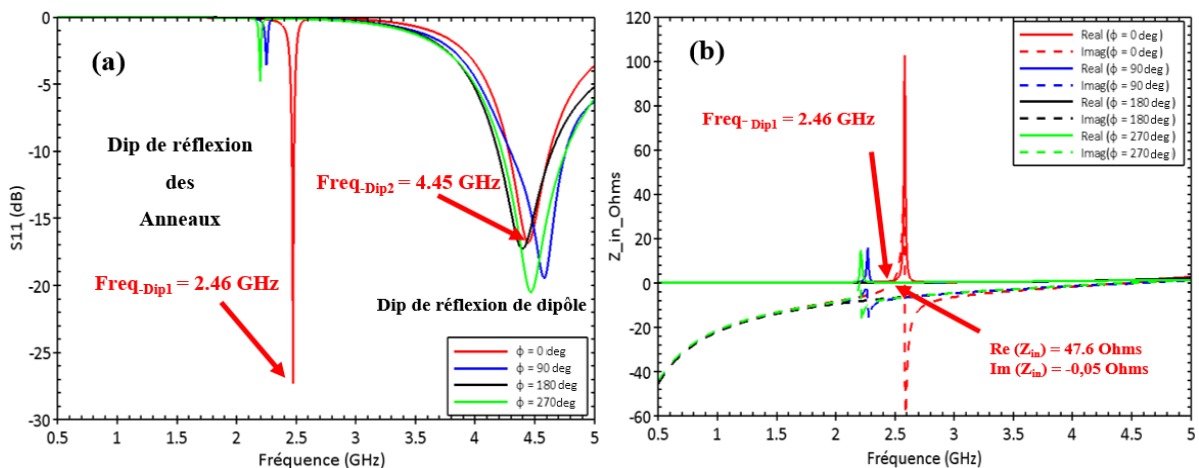 (a)
0
-5
-10
-15
-20
-25
-30
S11 (dB)
0.5
1
1.5
2
2.5
3
3.5
4
4.5
5
Fréquence (GHz)
Dip de réflexion
des
Anneaux
Freq-Dip1 = 2.46 GHz
Freq-Dip2 = 4.45 GHz
Dip de réflexion de dipôle
ϕ = 0 deg
ϕ = 90 deg
ϕ = 180 deg
ϕ = 270deg
(b)
120
100
80
60
40
20
0
-20
-40
-60
Z_in_Ohms
0.5
1
1.5
2
2.5
3
3.5
4
4.5
5
Fréquence (GHz)
Freq- Dip1 = 2.46 GHz
Re (Zin) = 47.6 Ohms
Im (Zin) = -0,05 Ohms
Real (ϕ = 0 deg )
Imag(ϕ = 0 deg )
Real (ϕ = 90 deg )
Imag(ϕ = 90 deg )
Real (ϕ = 180 deg )
Imag(ϕ = 180 deg )
Real (ϕ = 270 deg )
Imag(ϕ = 270 deg )